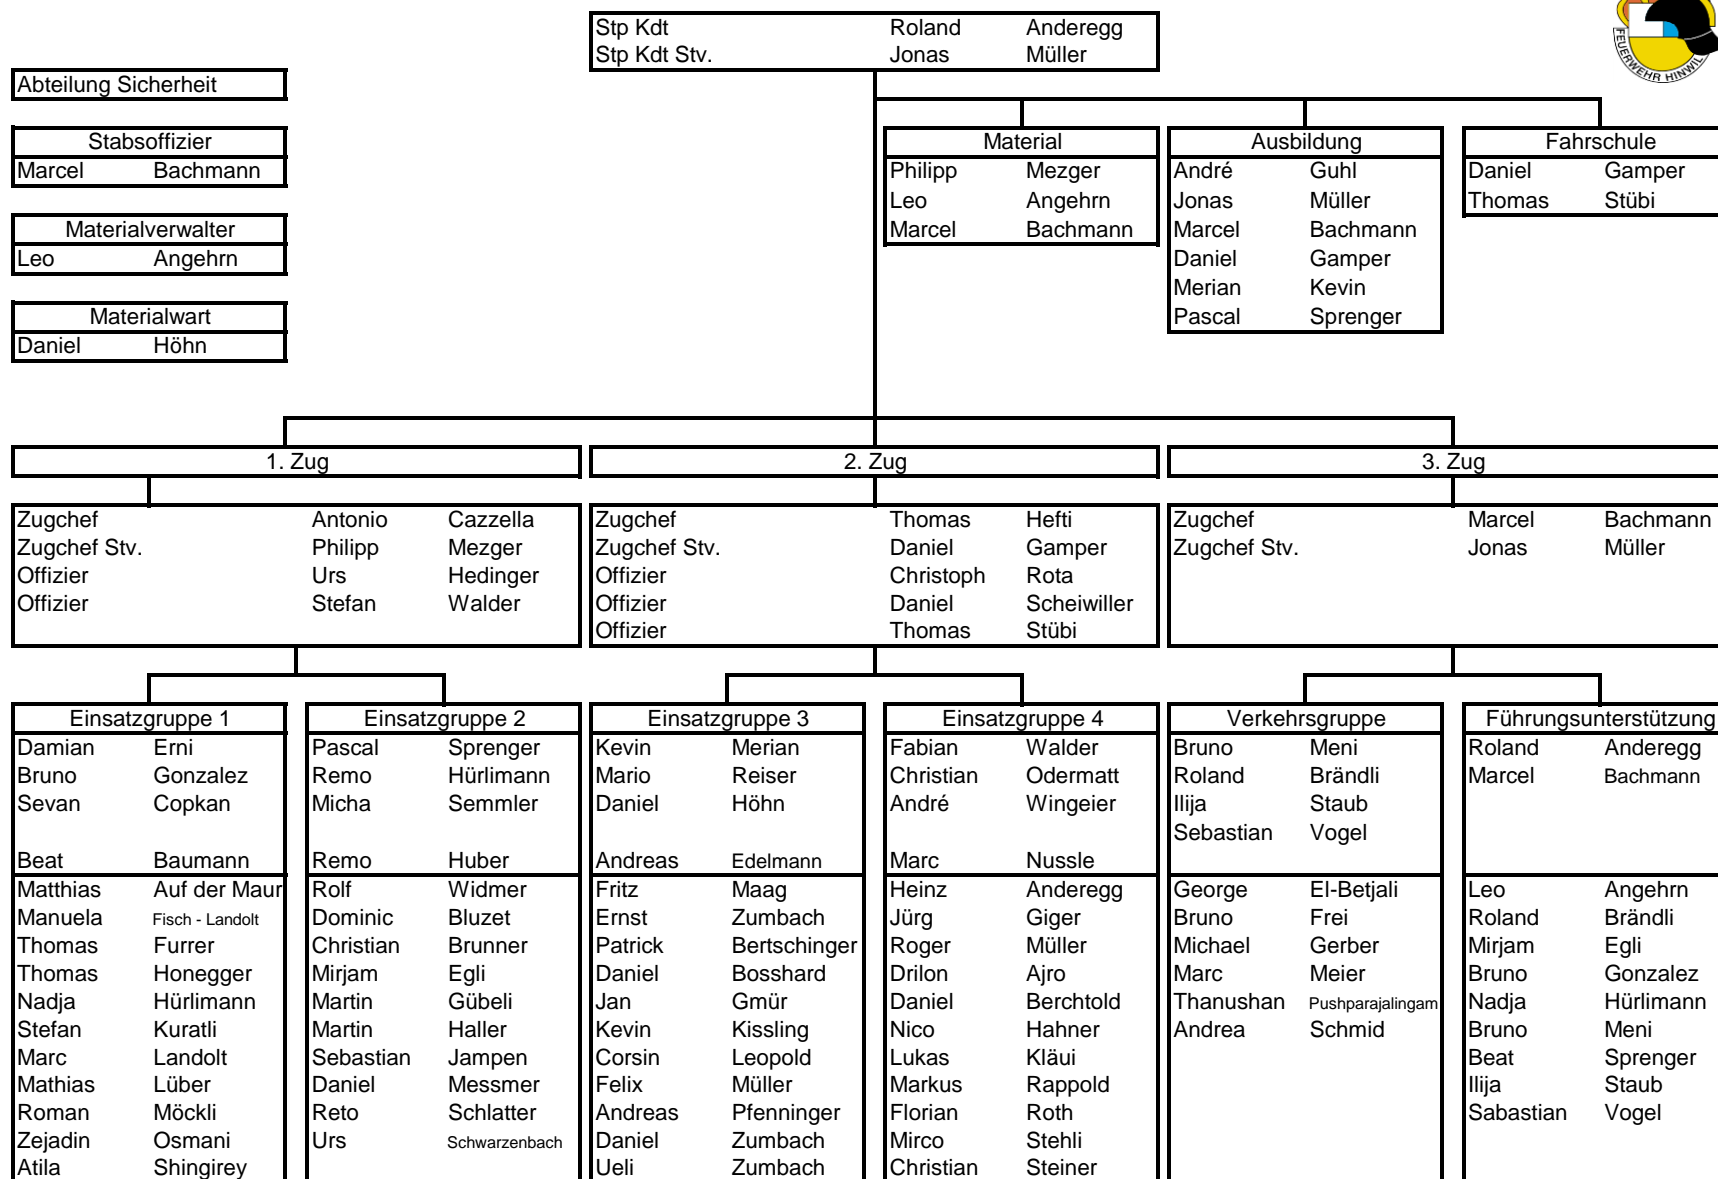 Stp Kdt Roland Anderegg
Stp Kdt Stv. Jonas Müller
FEUERWEHR HINWIL
Abteilung Sicherheit
Stabsoffizier
Marcel Bachmann
Materialverwalter
Leo Angehrn
Materialwart
Daniel Höhn
Material
Philipp Mezger
Leo Angehrn
Marcel Bachmann
Ausbildung
André Guhl
Jonas Müller
Marcel Bachmann
Daniel Gamper
Merian Kevin
Pascal Sprenger
Fahrschule
Daniel Gamper
Thomas Stübi
1. Zug
Zugchef Antonio Cazzella
Zugchef Stv. Philipp Mezger
Offizier Urs Hedinger
Offizier Stefan Walder
2. Zug
Zugchef Thomas Hefti
Zugchef Stv. Daniel Gamper
Offizier Christoph Rota
Offizier Daniel Scheiwiller
Offizier Thomas Stübi
3. Zug
Zugchef Marcel Bachmann
Zugchef Stv. Jonas Müller
Einsatzgruppe 1
Damian Erni
Bruno Gonzalez
Sevan Copkan
Beat Baumann
Matthias Auf der Maur
Manuela Fisch - Landolt
Thomas Furrer
Thomas Honegger
Nadja Hürlimann
Stefan Kuratli
Marc Landolt
Mathias Lüber
Roman Möckli
Zejadin Osmani
Atila Shingirey
Einsatzgruppe 2
Pascal Sprenger
Remo Hürlimann
Micha Semmler
Remo Huber
Rolf Widmer
Dominic Bluzet
Christian Brunner
Mirjam Egli
Martin Gübeli
Martin Haller
Sebastian Jampen
Daniel Messmer
Reto Schlatter
Urs Schwarzenbach
Einsatzgruppe 3
Kevin Merian
Mario Reiser
Daniel Höhn
Andreas Edelmann
Fritz Maag
Ernst Zumbach
Patrick Bertschinger
Daniel Bosshard
Jan Gmür
Kevin Kissling
Corsin Leopold
Felix Müller
Andreas Pfenninger
Daniel Zumbach
Ueli Zumbach
Einsatzgruppe 4
Fabian Walder
Christian Odermatt
André Wingeier
Marc Nussle
Heinz Anderegg
Jürg Giger
Roger Müller
Drilon Ajro
Daniel Berchtold
Nico Hahner
Lukas Kläui
Markus Rappold
Florian Roth
Mirco Stehli
Christian Steiner
Verkehrsgruppe
Bruno Meni
Roland Brändli
Ilija Staub
Sebastian Vogel
George El-Betjali
Bruno Frei
Michael Gerber
Marc Meier
Thanushan Pushparajalingam
Andrea Schmid
Führungsunterstützung
Roland Anderegg
Marcel Bachmann
Leo Angehrn
Roland Brändli
Mirjam Egli
Bruno Gonzalez
Nadja Hürlimann
Bruno Meni
Beat Sprenger
Ilija Staub
Sabastian Vogel